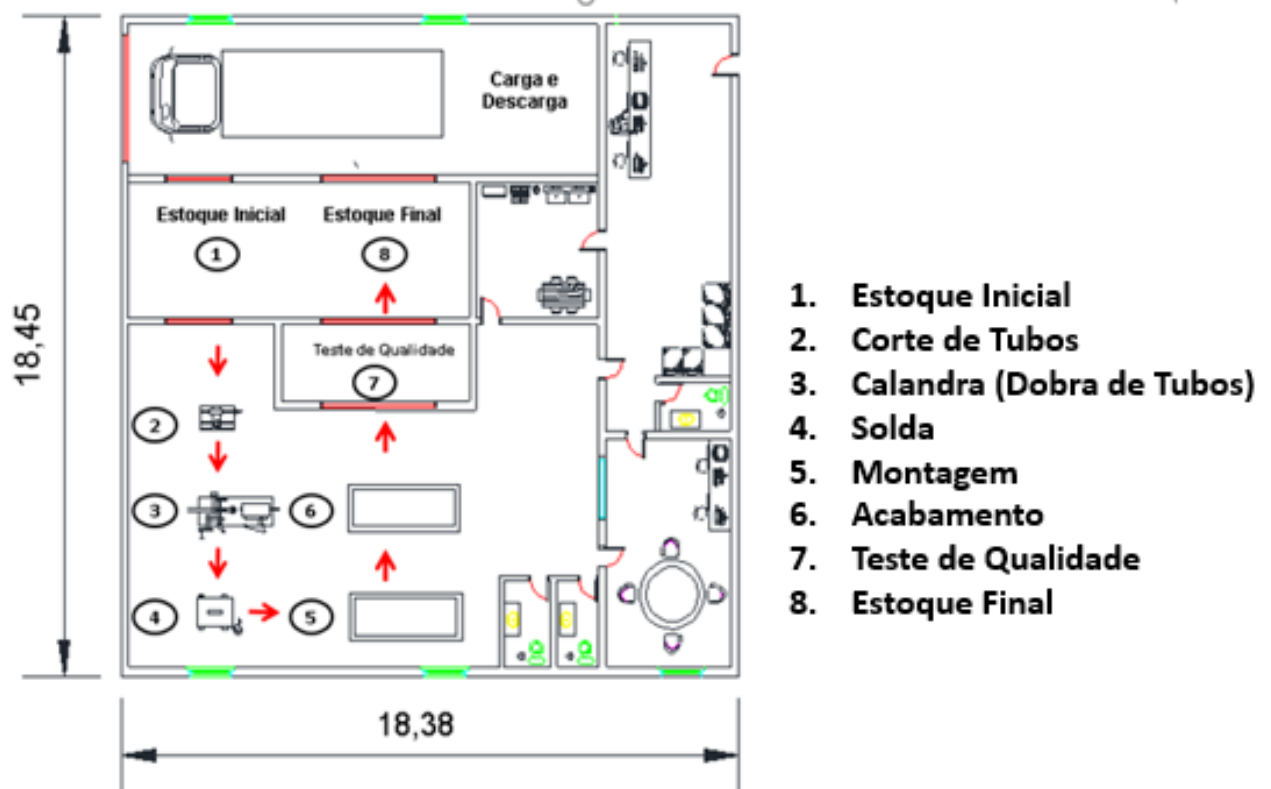 Carga e
Descarga
Estoque Inicial
Estoque Final
1
8
Teste de Qualidade
7
2
3
6
4
5
18,45
18,38
1. Estoque Inicial
2. Corte de Tubos
3. Calandra (Dobra de Tubos)
4. Solda
5. Montagem
6. Acabamento
7. Teste de Qualidade
8. Estoque Final